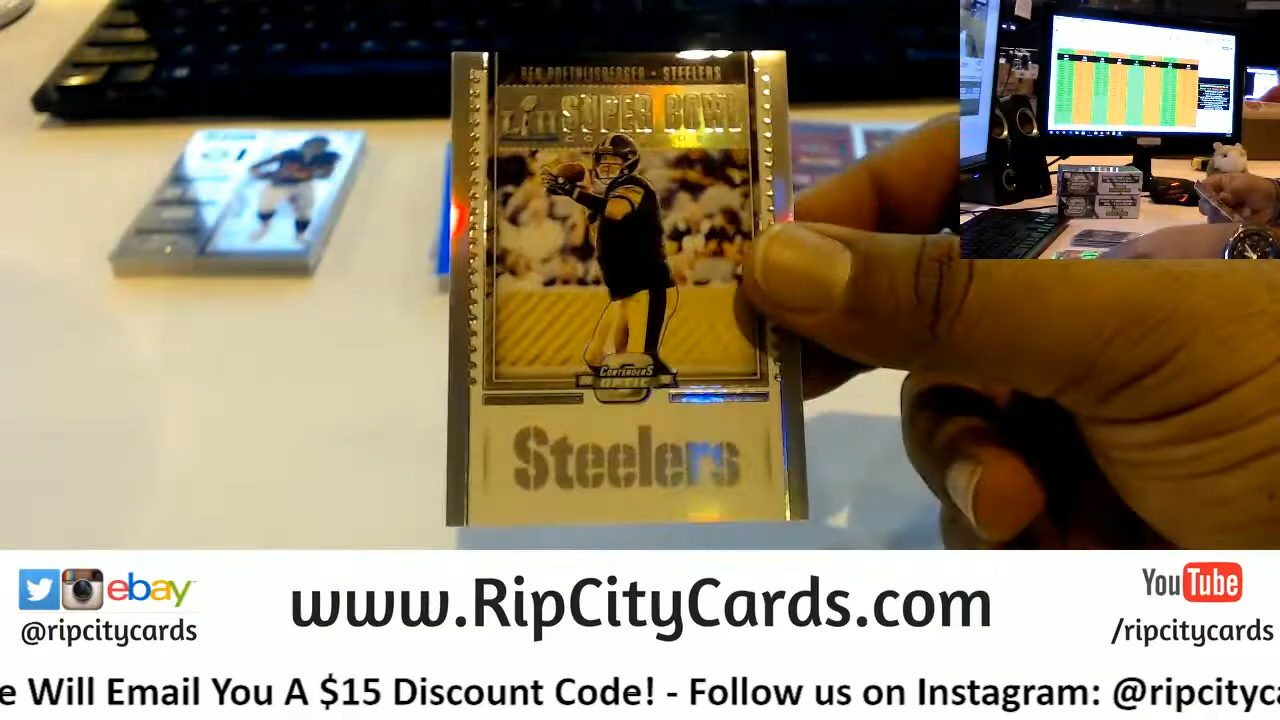 BEN ROETHLISBERGER • STEELERS
SUPER BOWL
CONTENDERS
OPTIC
Steelers
ebay
@ripcitycards
www.RipCityCards.com
YouTube
/ripcitycards
e Will Email You A $15 Discount Code! - Follow us on Instagram: @ripcityca